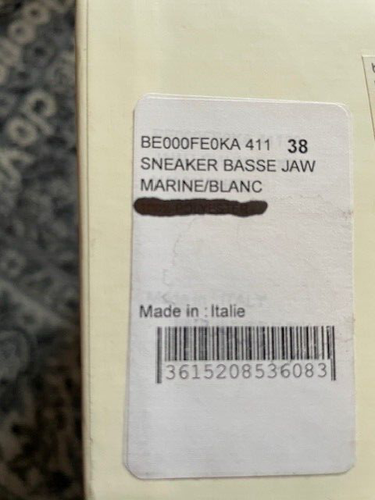 BE000FE0KA 411 38
SNEAKER BASSE JAW
MARINE/BLANC
Made in : Italie
3615208536083